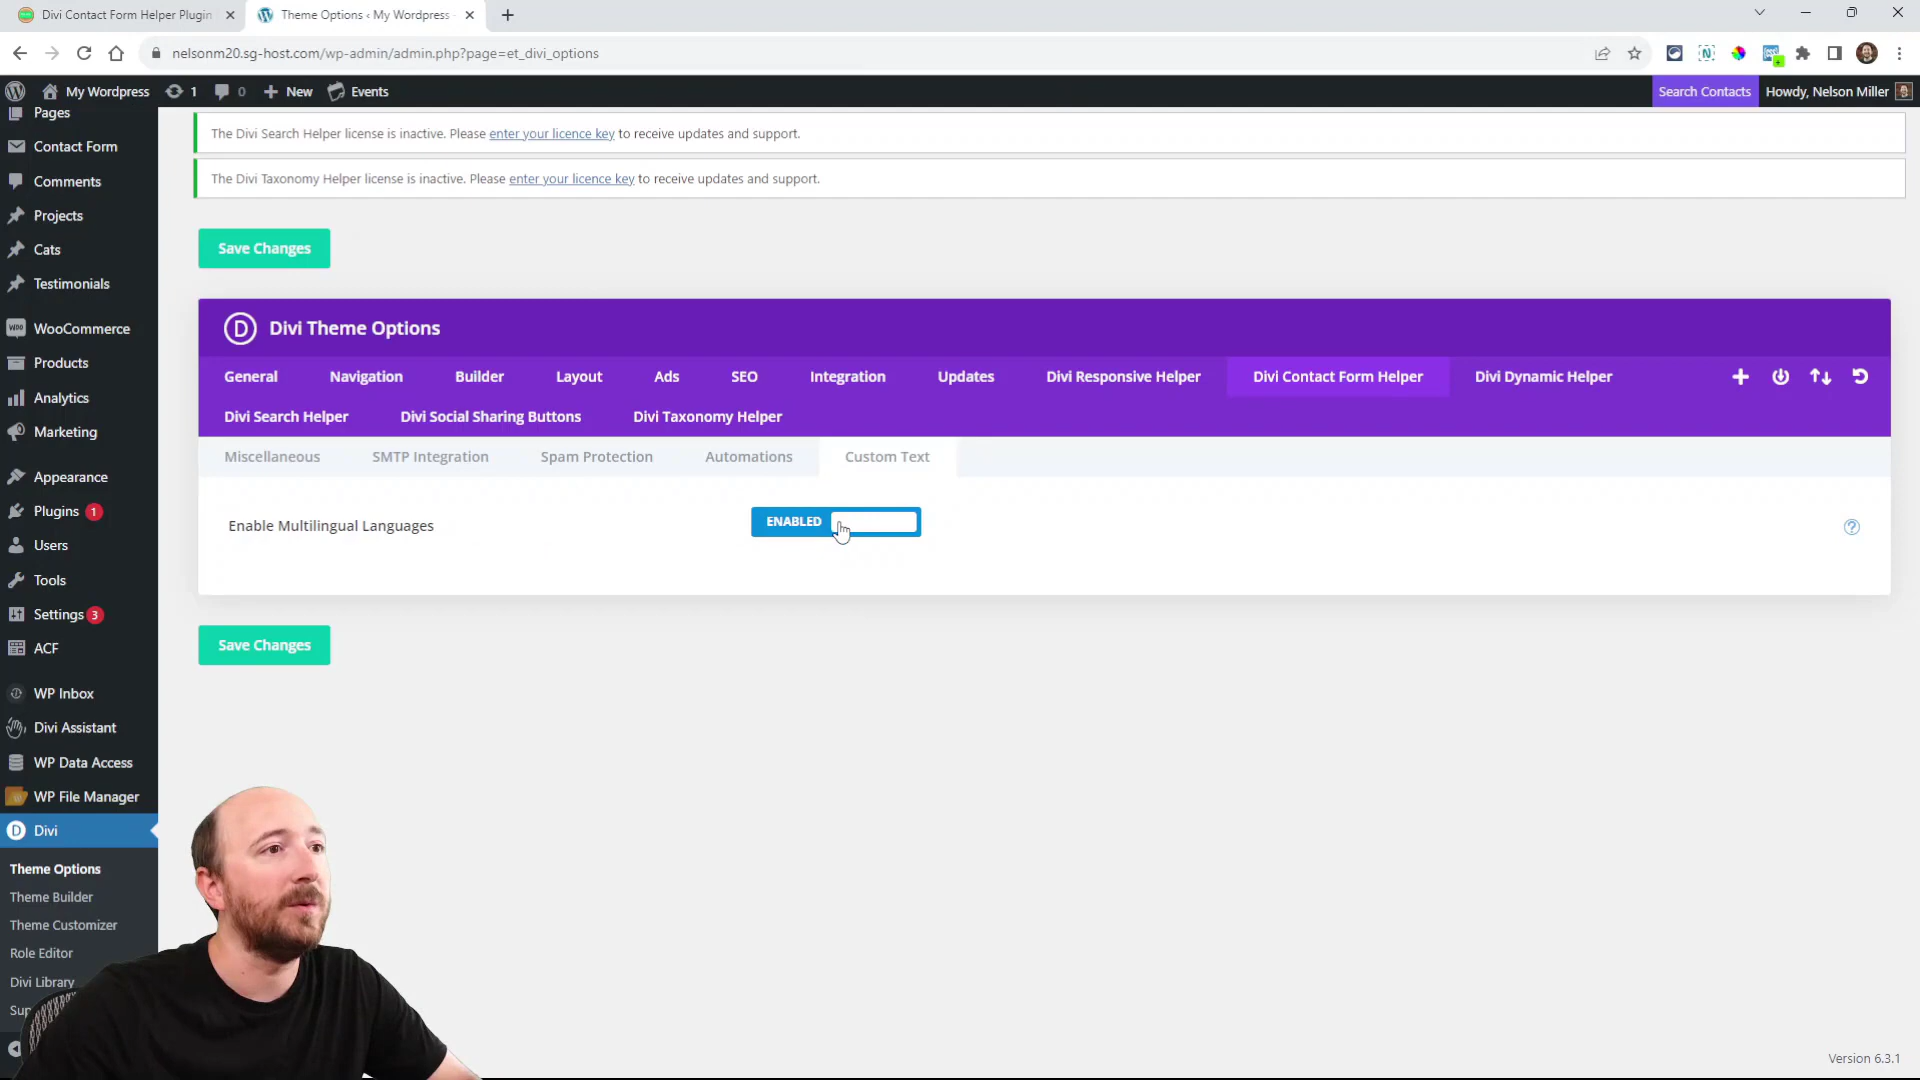 Divi Contact Form Helper Plugin
Theme Options ‹ My Wordpress -
nelsonm20.sg-host.com/wp-admin/admin.php?page=et_divi_options
My Wordpress 1 0 New Events Search Contacts Howdy, Nelson Miller
Pages
Contact Form
Comments
Projects
Cats
Testimonials
WooCommerce
Products
Analytics
Marketing
Appearance
Plugins 1
Users
Tools
Settings 3
ACF
WP Inbox
Divi Assistant
WP Data Access
WP File Manager
Divi
Theme Options
Theme Builder
Theme Customizer
Role Editor
Divi Library
The Divi Search Helper license is inactive. Please enter your licence key to receive updates and support.
The Divi Taxonomy Helper license is inactive. Please enter your licence key to receive updates and support.
Save Changes
Divi Theme Options
General Navigation Builder Layout Ads SEO Integration Updates Divi Responsive Helper Divi Contact Form Helper Divi Dynamic Helper
Divi Search Helper Divi Social Sharing Buttons Divi Taxonomy Helper
Miscellaneous SMTP Integration Spam Protection Automations Custom Text
Enable Multilingual Languages ENABLED
Save Changes
Version 6.3.1